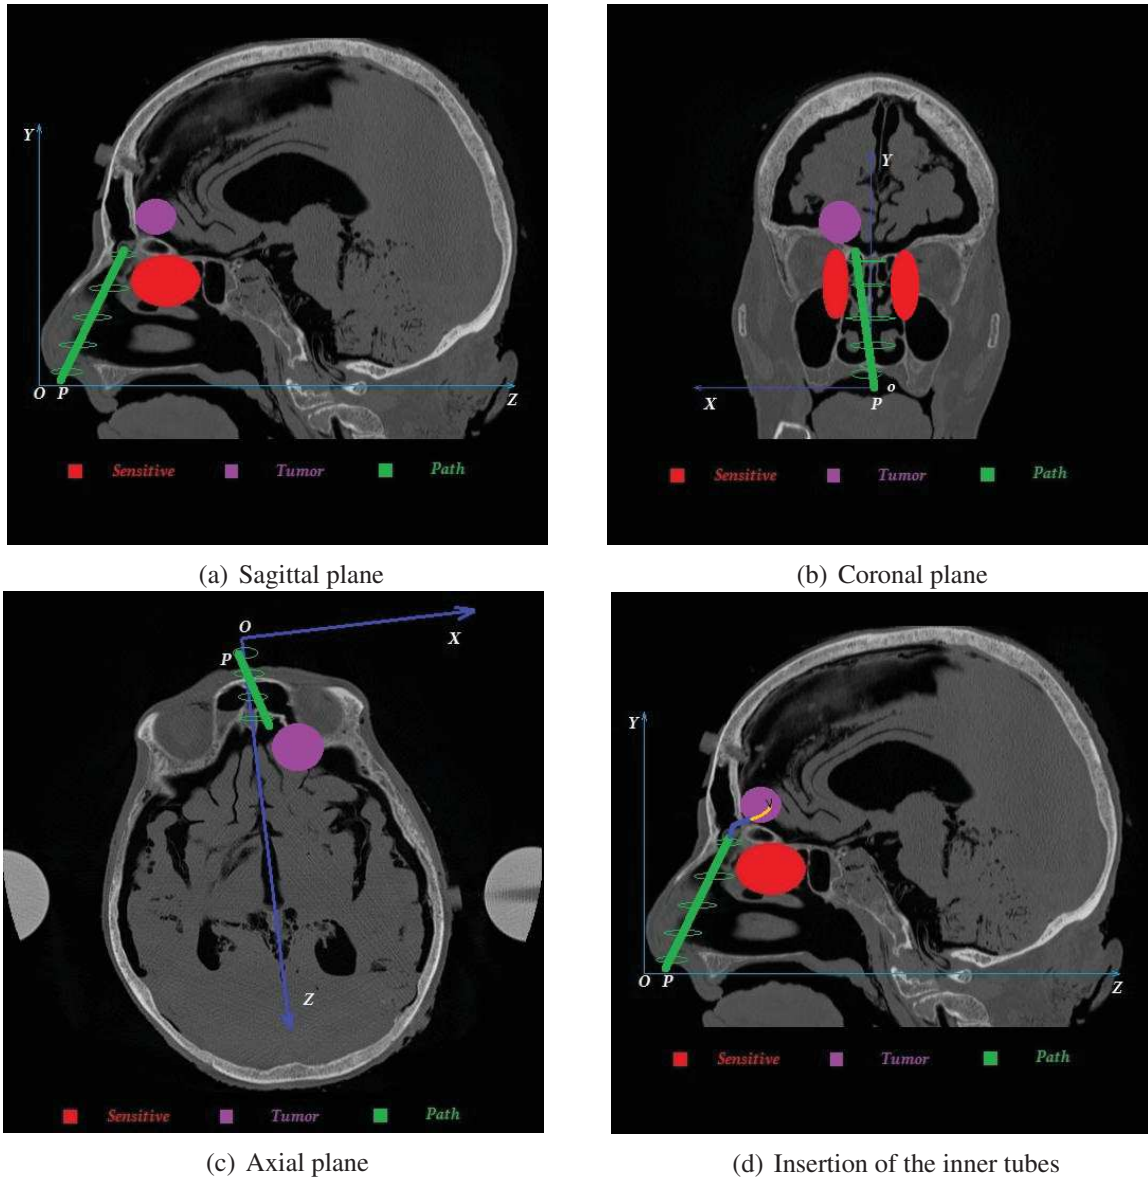 Y
O P Z
Sensitive Tumor Path
(a) Sagittal plane
Y
X P o
Sensitive Tumor Path
(b) Coronal plane
O
X
P
Z
Sensitive Tumor Path
(c) Axial plane
Y
V
O P Z
Sensitive Tumor Path
(d) Insertion of the inner tubes